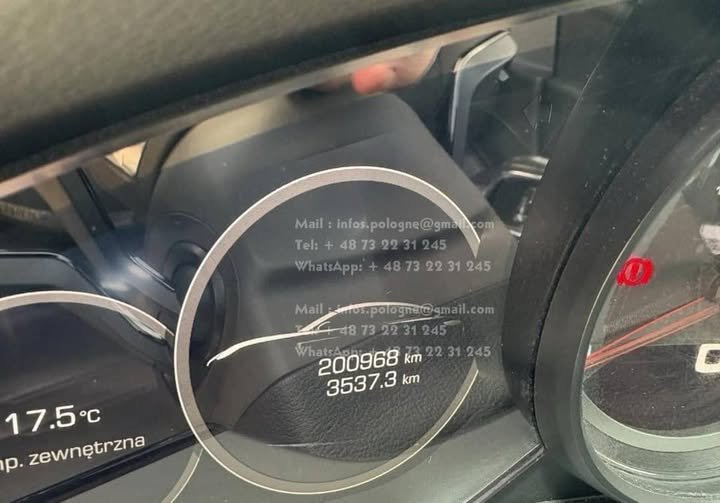 Mail : infos.pologne@gmail.com
Tel: + 48 73 22 31 245
WhatsApp: + 48 73 22 31 245
Mail : infos.pologne@gmail.com
Tel: + 48 73 22 31 245
WhatsApp: + 48 73 22 31 245
200968 km
3537.3 km
17.5 °C
mp. zewnętrzna